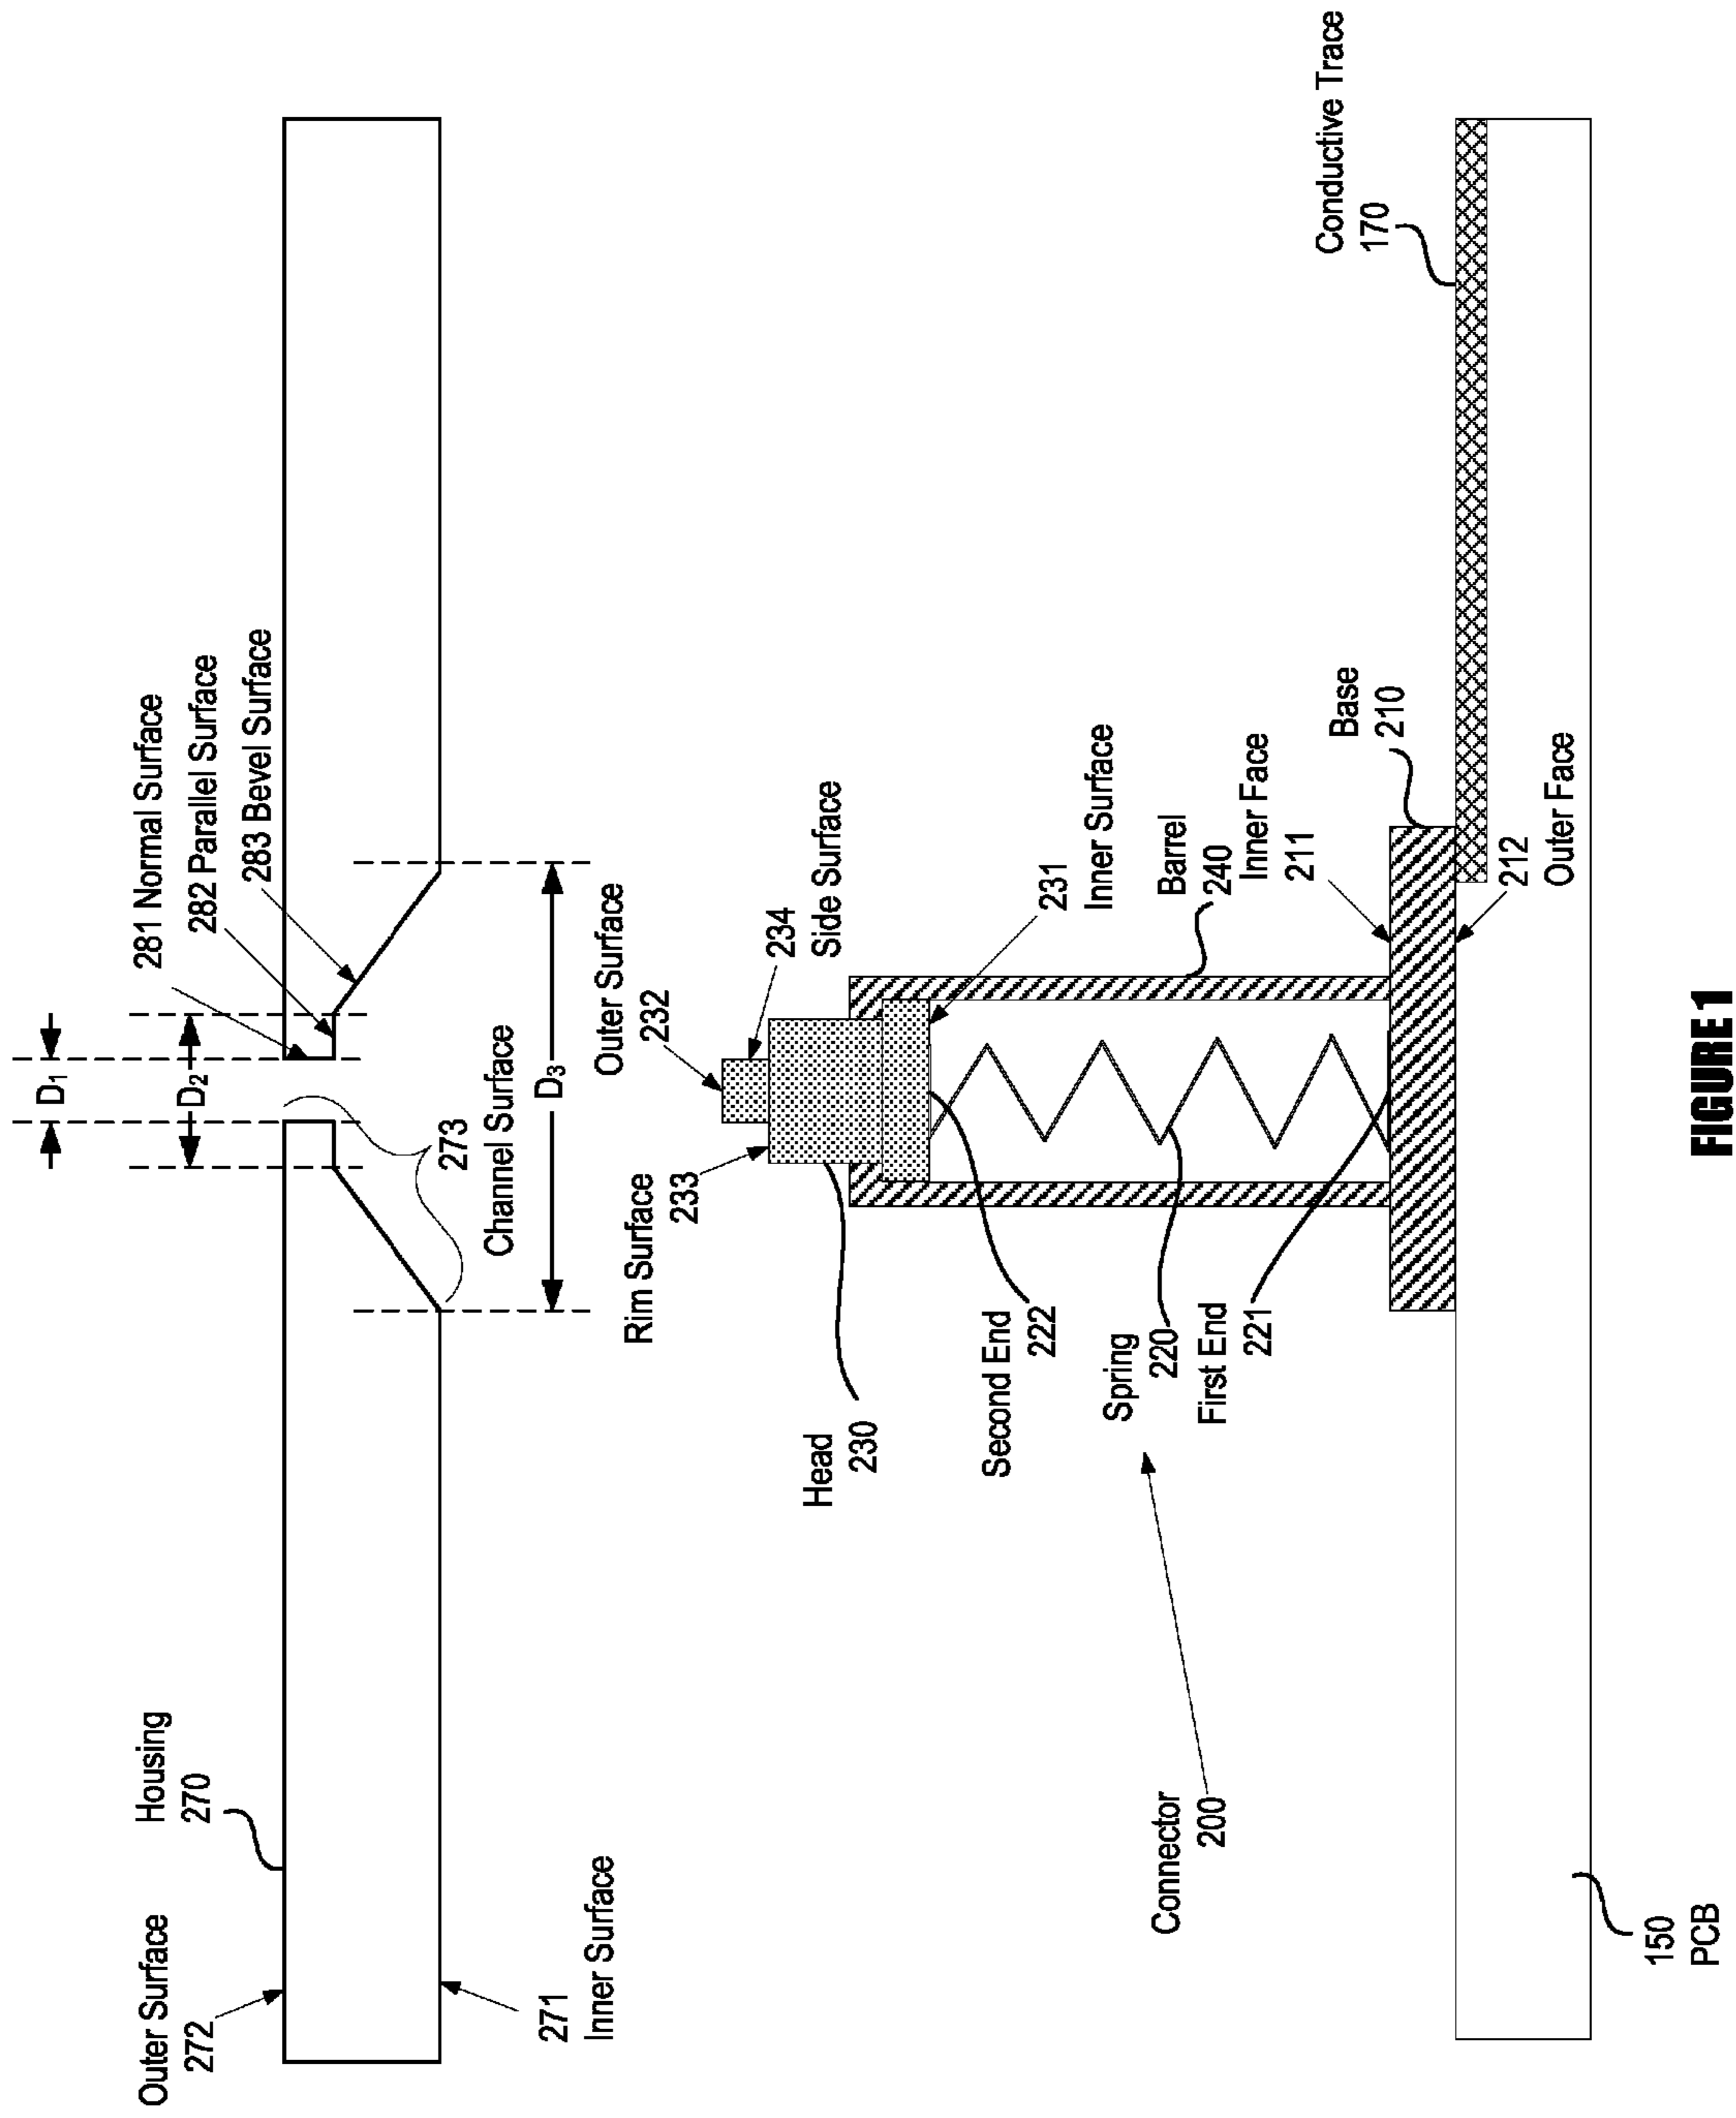 Outer Surface
272
Housing
270
271
Inner Surface
D1
D2
D3
281 Normal Surface
282 Parallel Surface
283 Bevel Surface
273
Channel Surface
Rim Surface
233
Outer Surface
232
234
Side Surface
Head
230
231
Inner Surface
Second End
222
Barrel
240
Spring
220
Inner Face
211
First End
221
Connector
200
Base
210
212
Outer Face
Conductive Trace
170
150
PCB
FIGURE 1